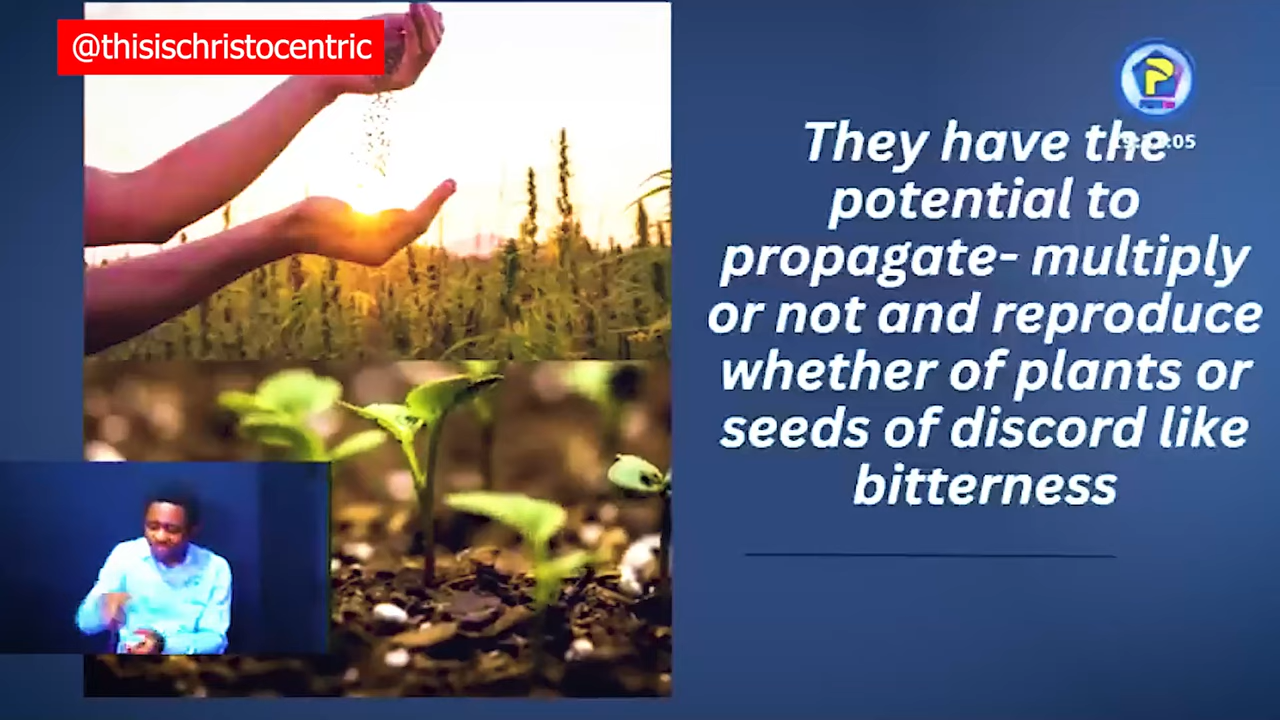 @thisischristocentric
They have the
potential to
propagate- multiply
or not and reproduce
whether of plants or
seeds of discord like
bitterness